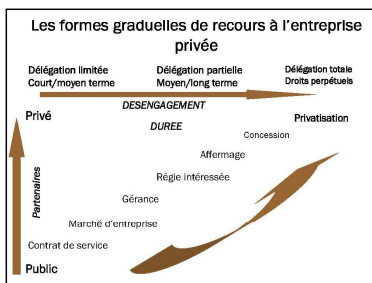 Les formes graduelles de recours à l'entreprise
privée
Délégation limitée
Court/moyen terme
Délégation partielle
Moyen/long terme
Délégation totale
Droits perpétuels
DESENGAGEMENT
Privé
DUREE
Privatisation
Concession
Affermage
Régie intéressée
Gérance
Partenaires
Marché d'entreprise
Contrat de service
Public